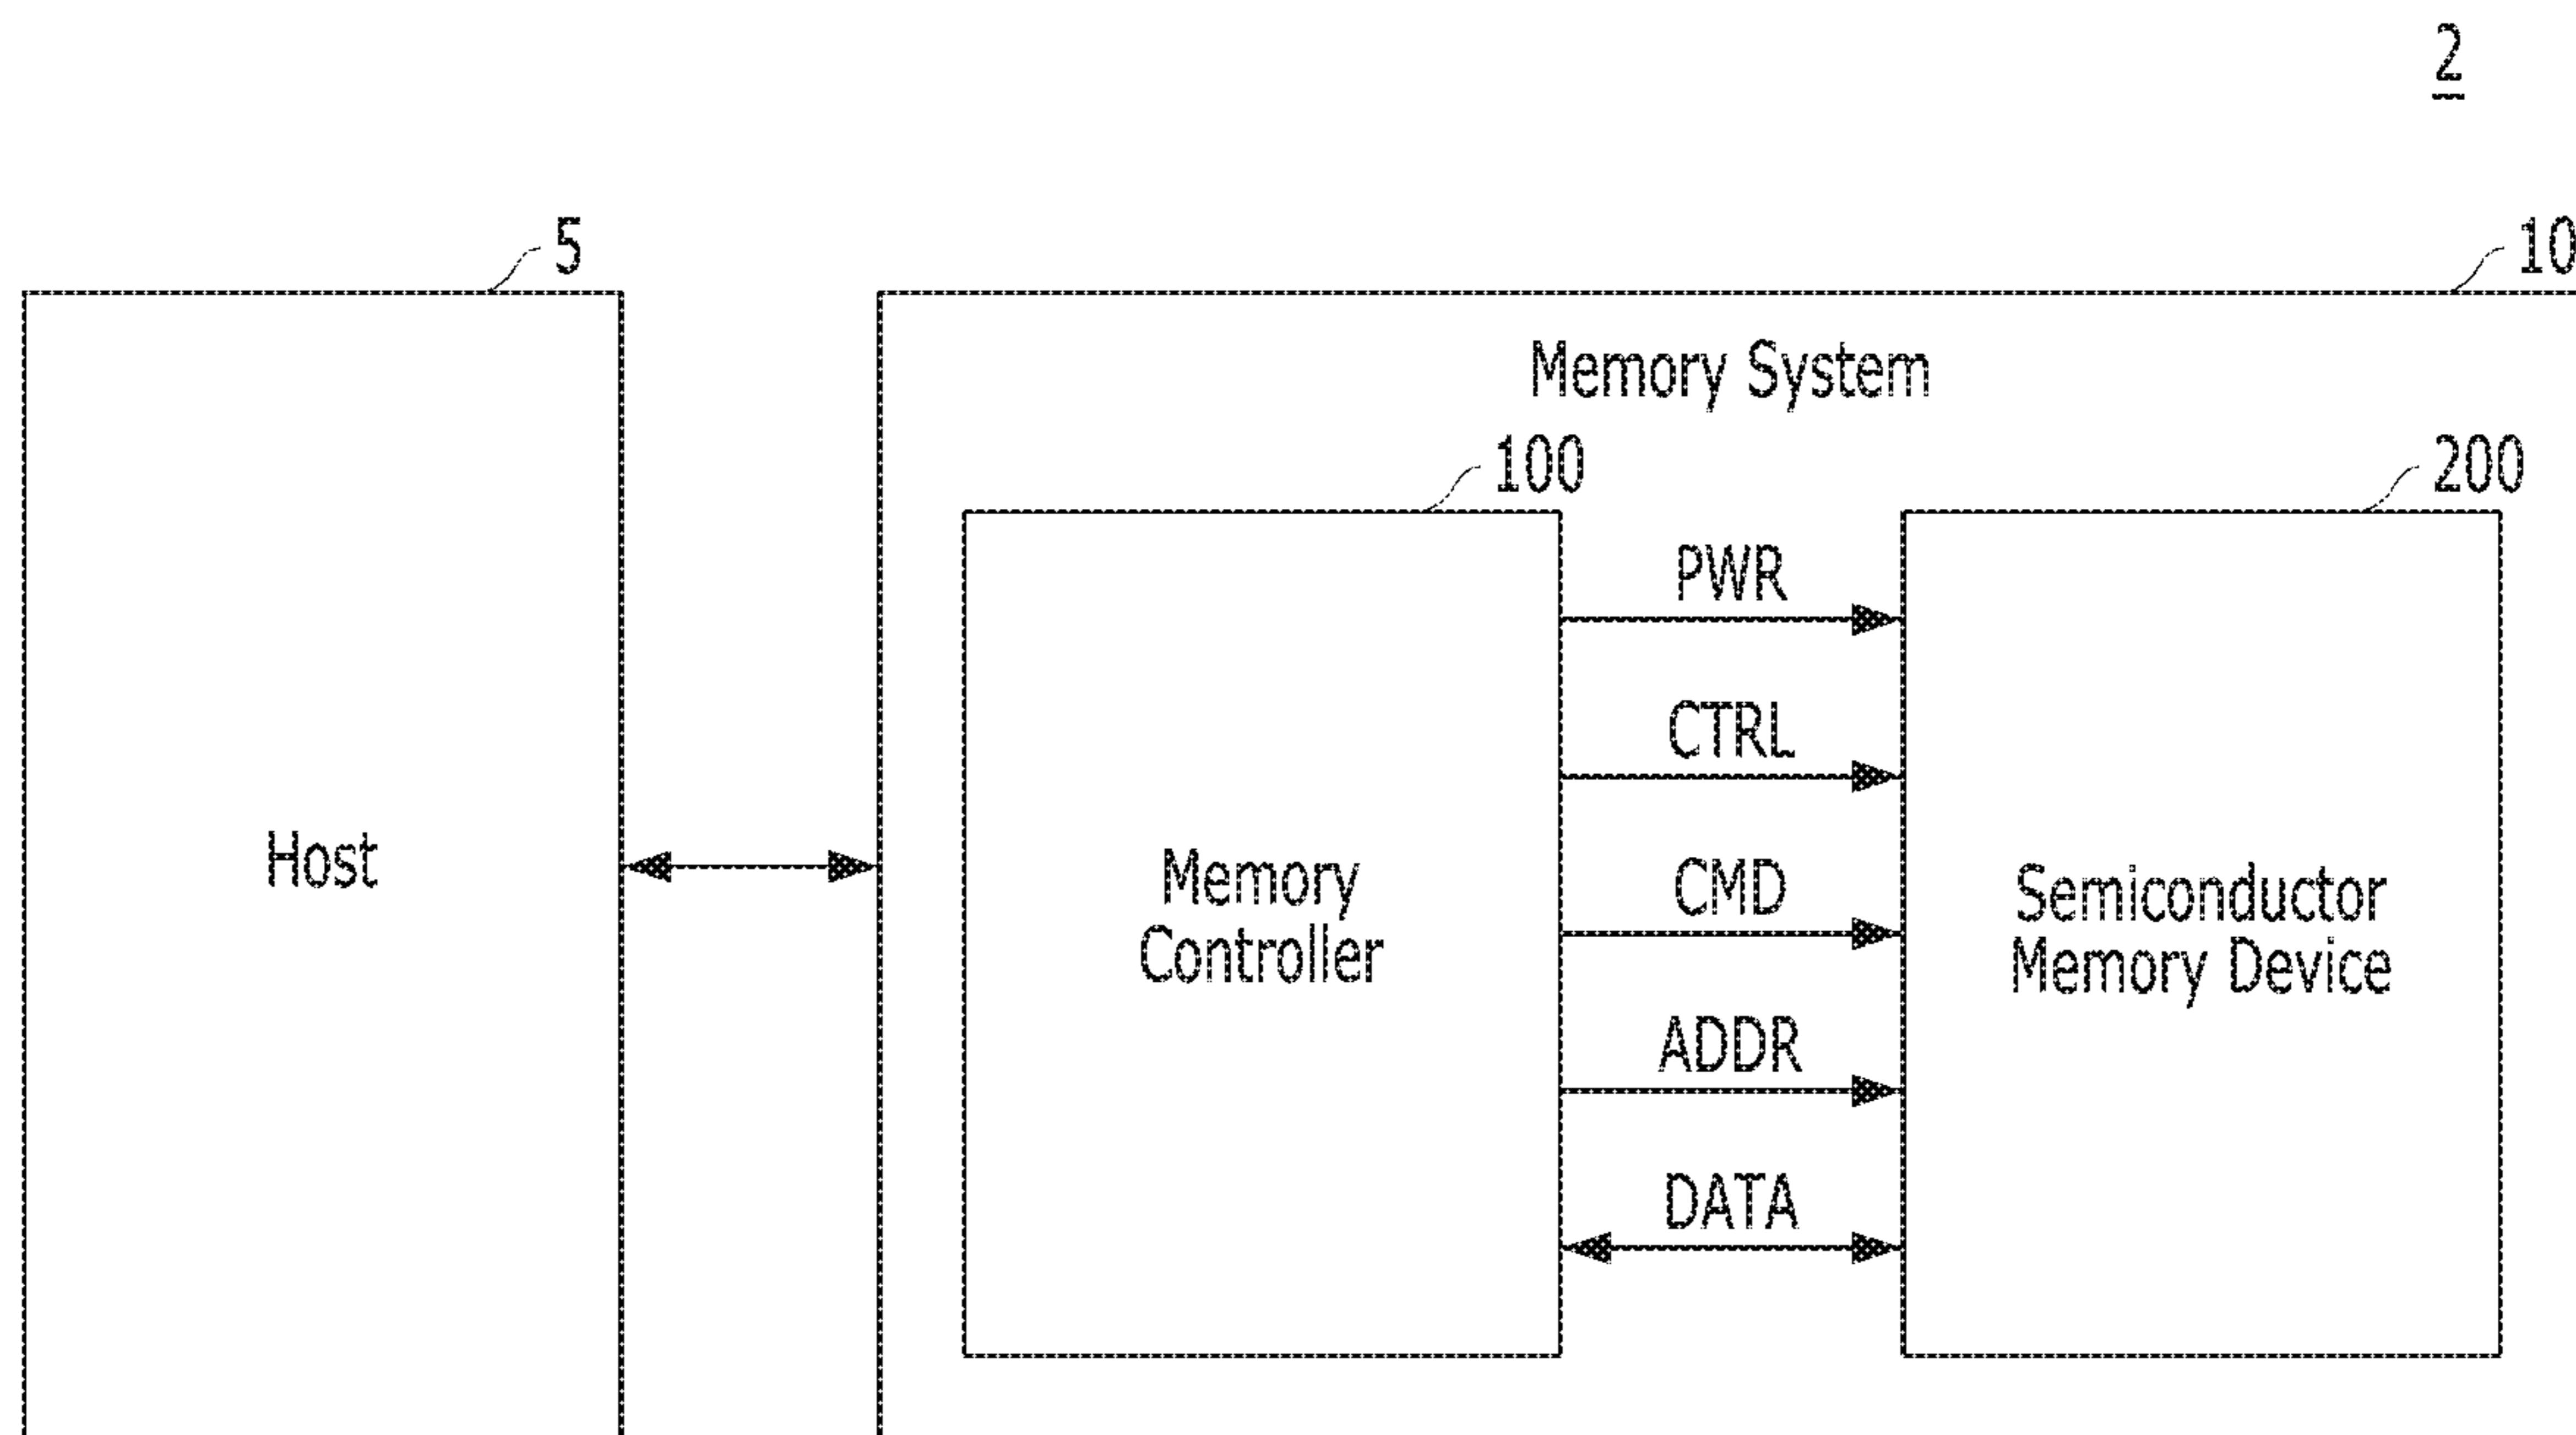 2
5
10
Memory System
100
200
PWR
CTRL
Host
Memory
Controller
CMD
Semiconductor
Memory Device
ADDR
DATA